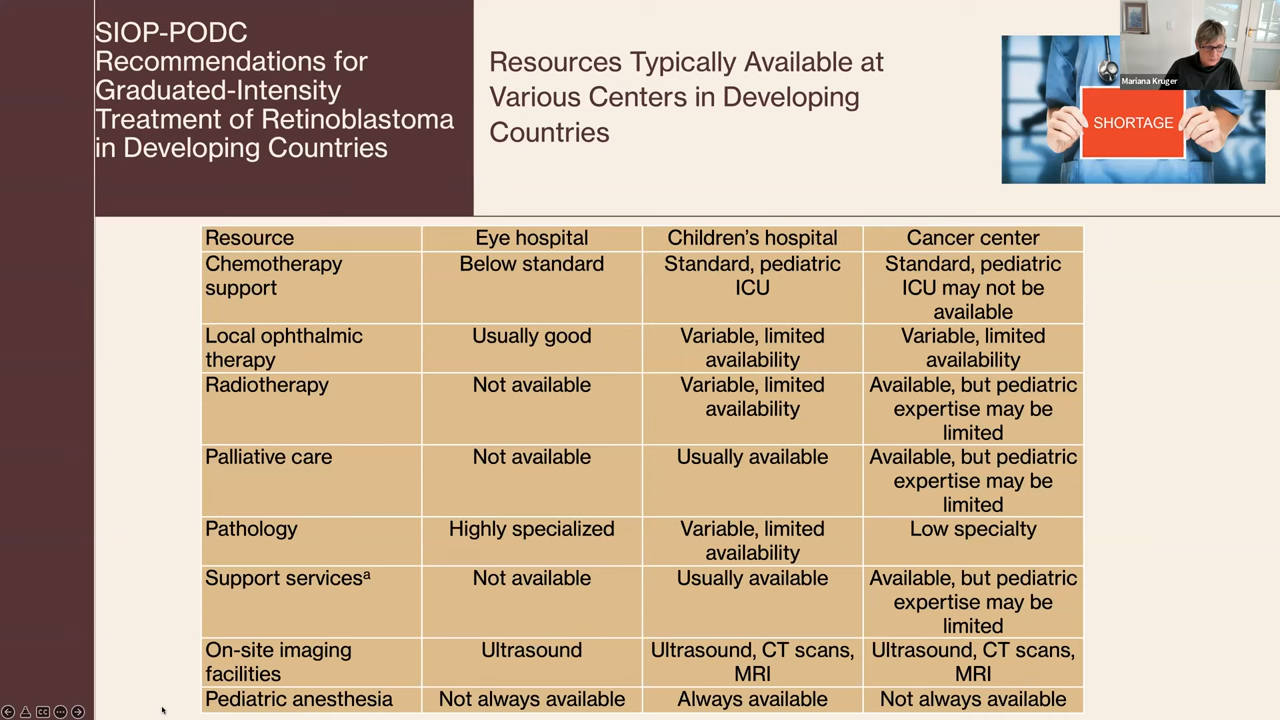 SIOP-PODC
Recommendations for
Graduated-Intensity
Treatment of Retinoblastoma
in Developing Countries
Resources Typically Available at
Various Centers in Developing
Countries
SHORTAGE
Mariana Kruger
Resource
Eye hospital
Children's hospital
Cancer center
Chemotherapy
support
Below standard
Standard, pediatric
ICU
Standard, pediatric
ICU may not be
available
Local ophthalmic
therapy
Usually good
Variable, limited
availability
Variable, limited
availability
Radiotherapy
Not available
Variable, limited
availability
Available, but pediatric
expertise may be
limited
Palliative care
Not available
Usually available
Available, but pediatric
expertise may be
limited
Pathology
Highly specialized
Variable, limited
availability
Low specialty
Support servicesᵃ
Not available
Usually available
Available, but pediatric
expertise may be
limited
On-site imaging
facilities
Ultrasound
Ultrasound, CT scans,
MRI
Ultrasound, CT scans,
MRI
Pediatric anesthesia
Not always available
Always available
Not always available